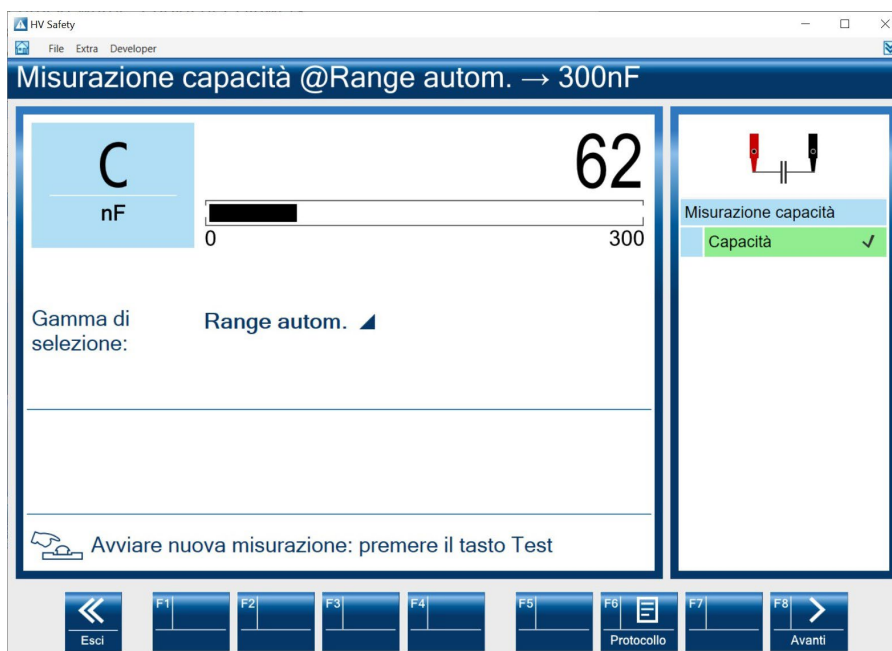 HV Safety
File Extra Developer
Misurazione capacità @Range autom. → 300nF
C
nF
62
0 300
Gamma di
selezione:
Range autom.
Avviare nuova misurazione: premere il tasto Test
Misurazione capacità
Capacità
Esci
F1
F2
F3
F4
F5
F6
Protocollo
F7
F8
Avanti